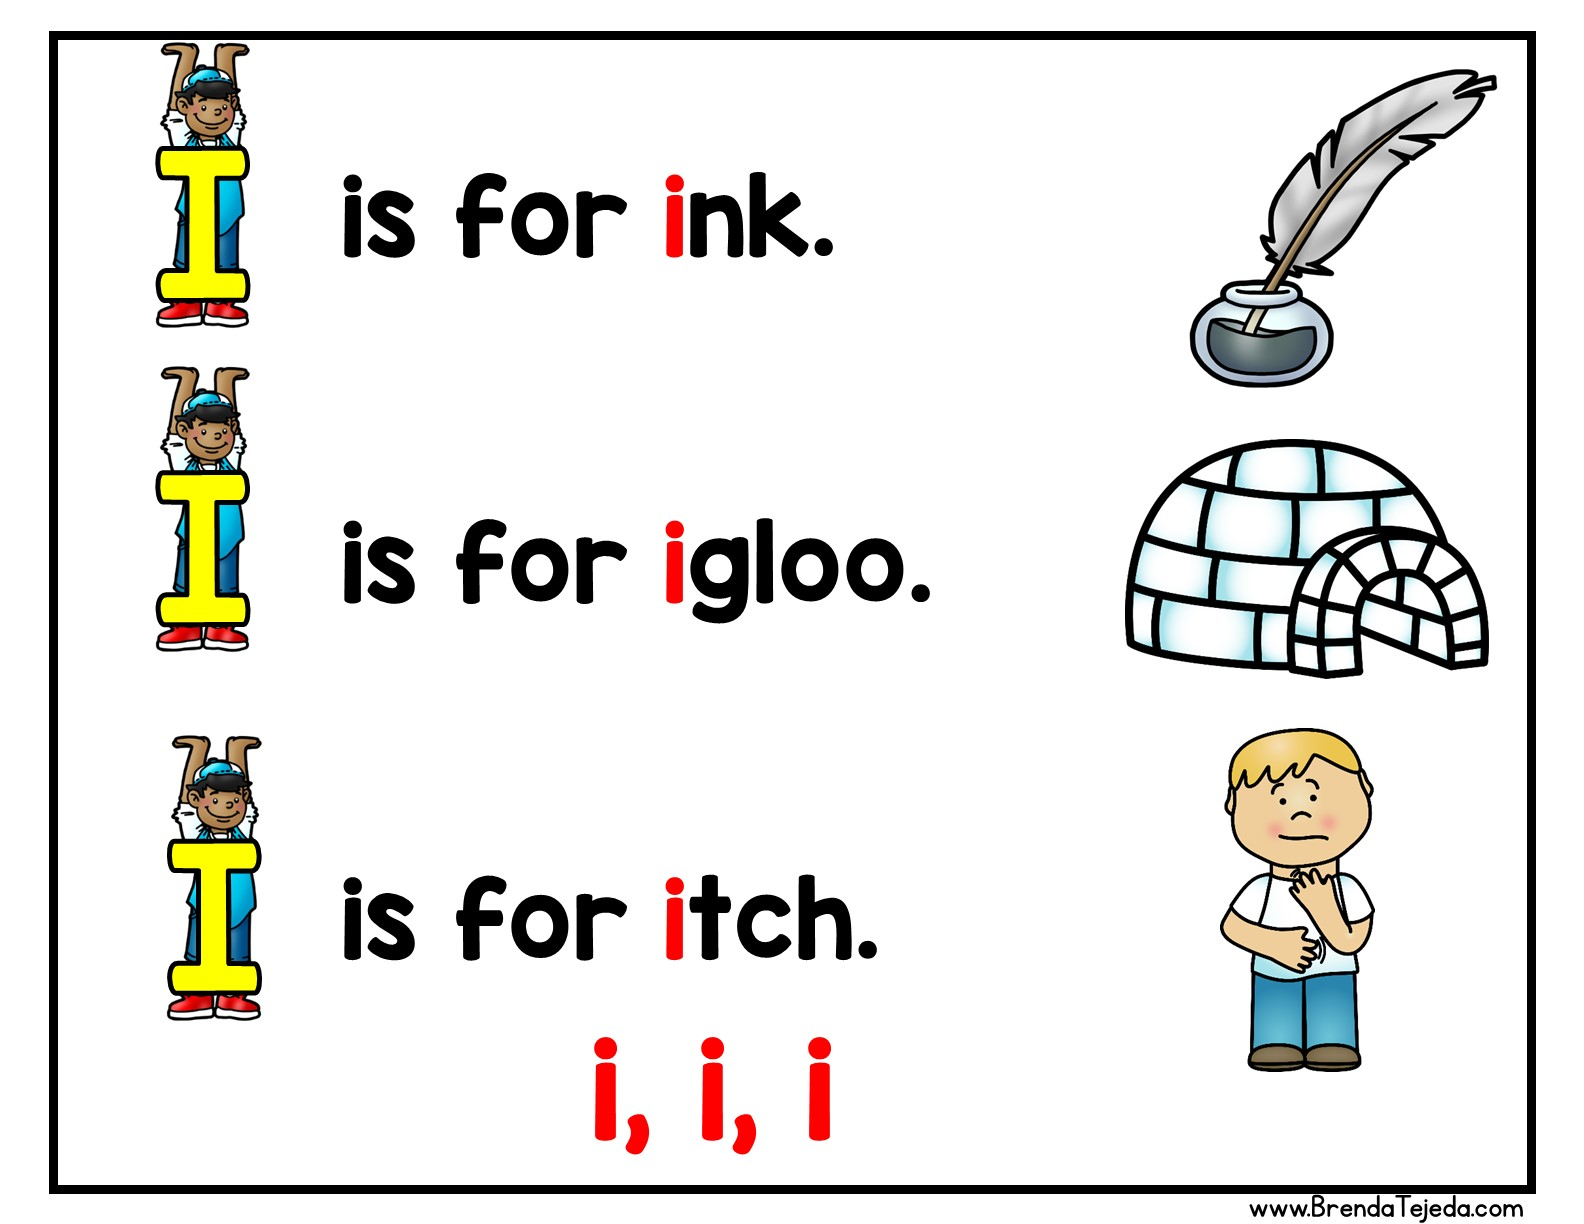 I is for ink.
I is for igloo.
I is for itch.
i, i, i
www.BrendaTejeda.com